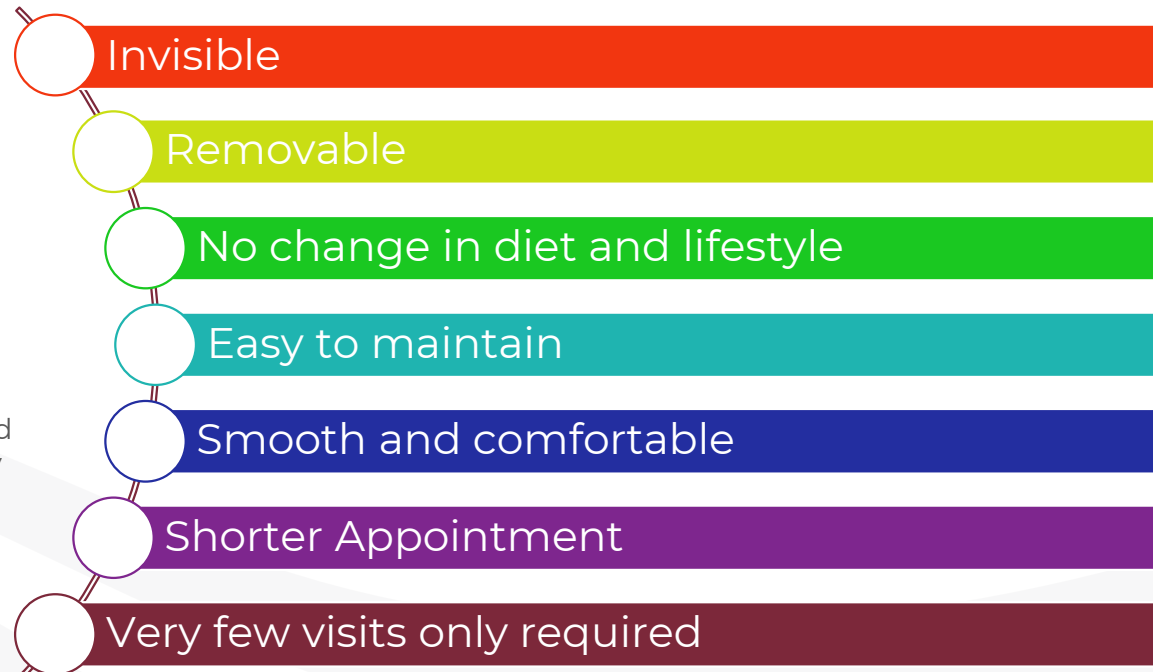 Invisible
Removable
No change in diet and lifestyle
Easy to maintain
Smooth and comfortable
Shorter Appointment
Very few visits only required